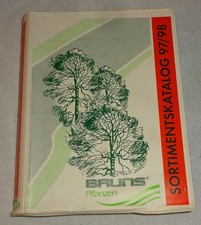 BRUNS
Pflanzen
SORTIMENTSKATALOG 97/98